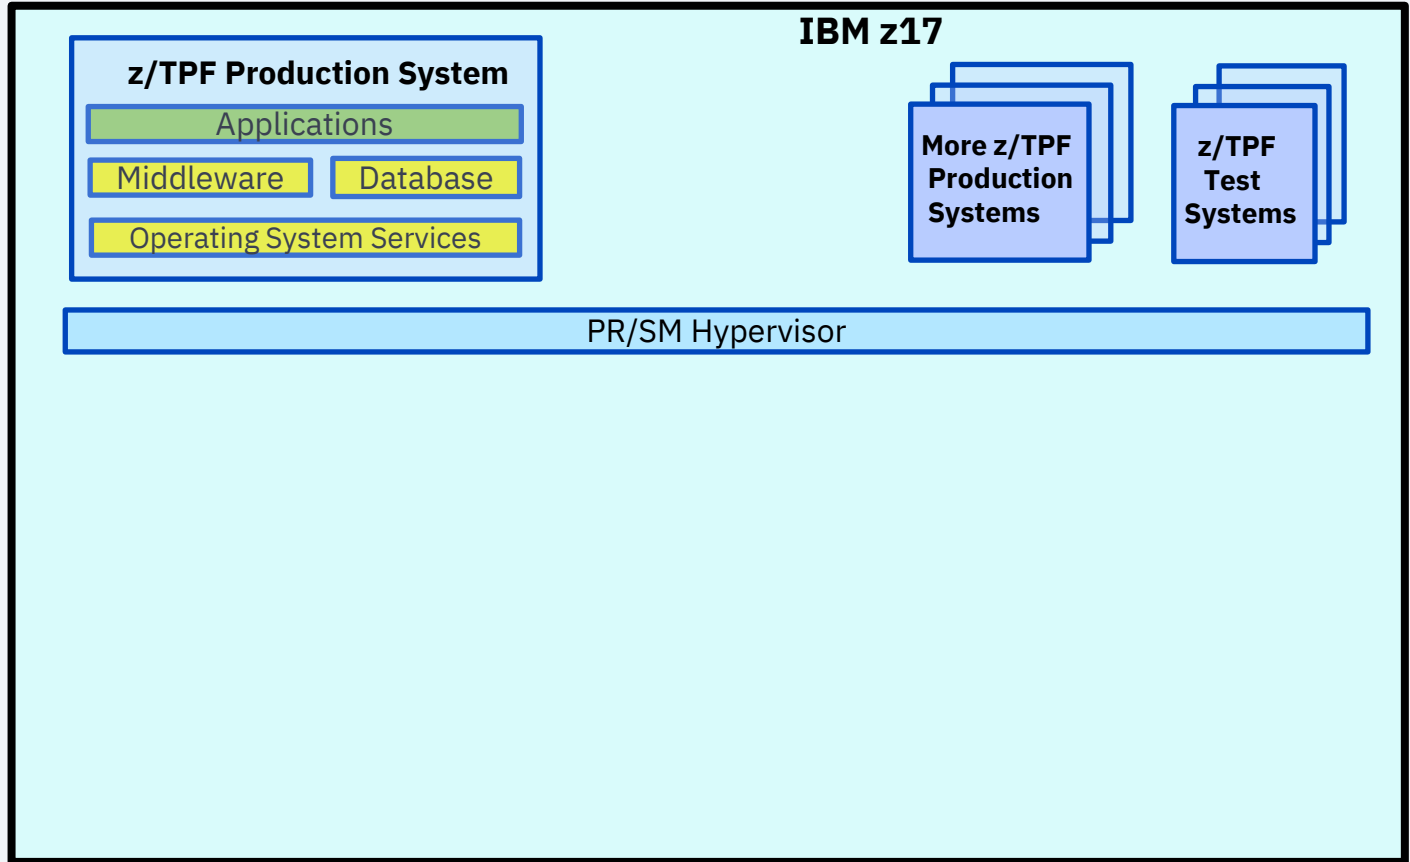 IBM z17
z/TPF Production System
Applications
Middleware
Database
Operating System Services
More z/TPF
Production
Systems
z/TPF
Test
Systems
PR/SM Hypervisor